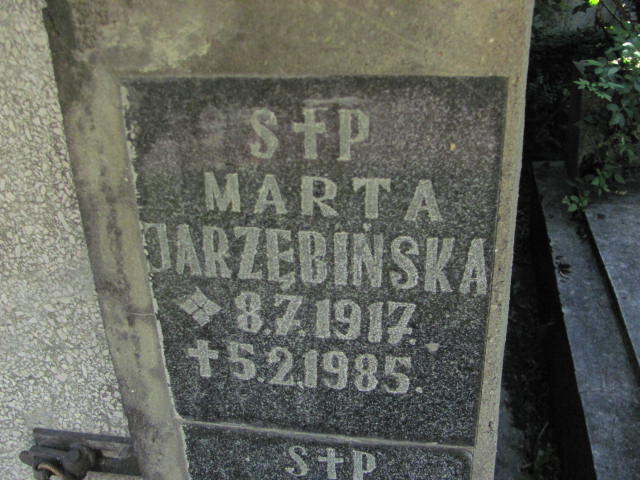 S✝P
MARTA
JARZĘBIŃSKA
8.7.1917.
✝5.2.1985.
S✝P